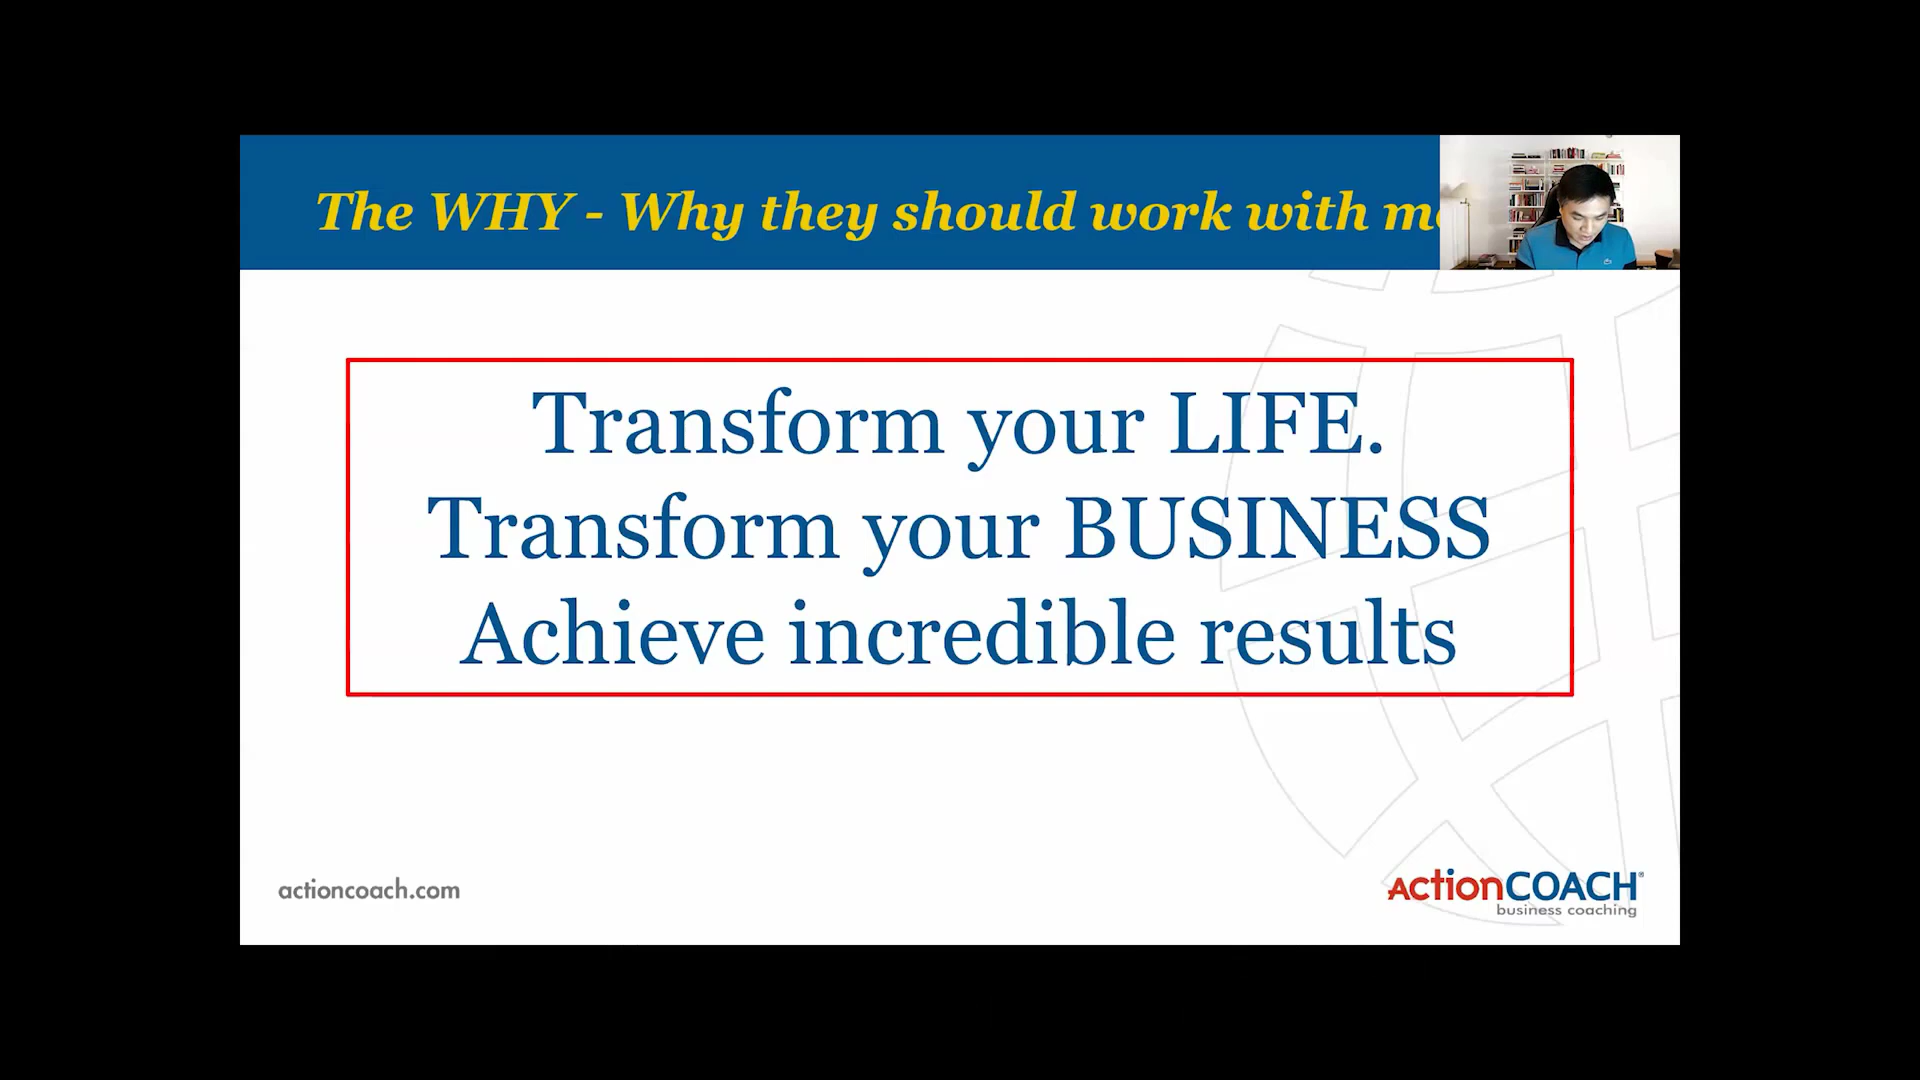 The WHY - Why they should work with m
Transform your LIFE.
Transform your BUSINESS
Achieve incredible results
actioncoach.com
ActionCOACH®
business coaching